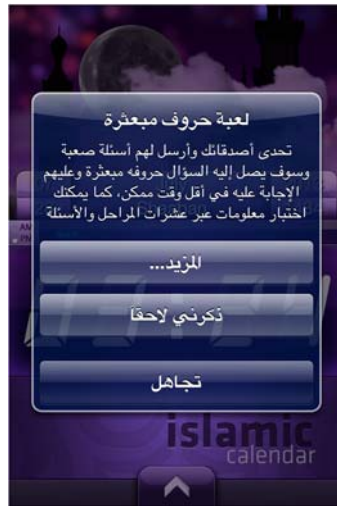 لعبة حروف مبعثرة
تحدى أصدقائك وأرسل لهم أسئلة صعبة
وسوف يصل إليه السؤال حروفه مبعثرة وعليهم
الإجابة عليه في أقل وقت ممكن، كما يمكنك
اختبار معلومات عبر عشرات المراحل والأسئلة
المزيد...
ذكرني لاحقاً
تجاهل
islamic
calendar